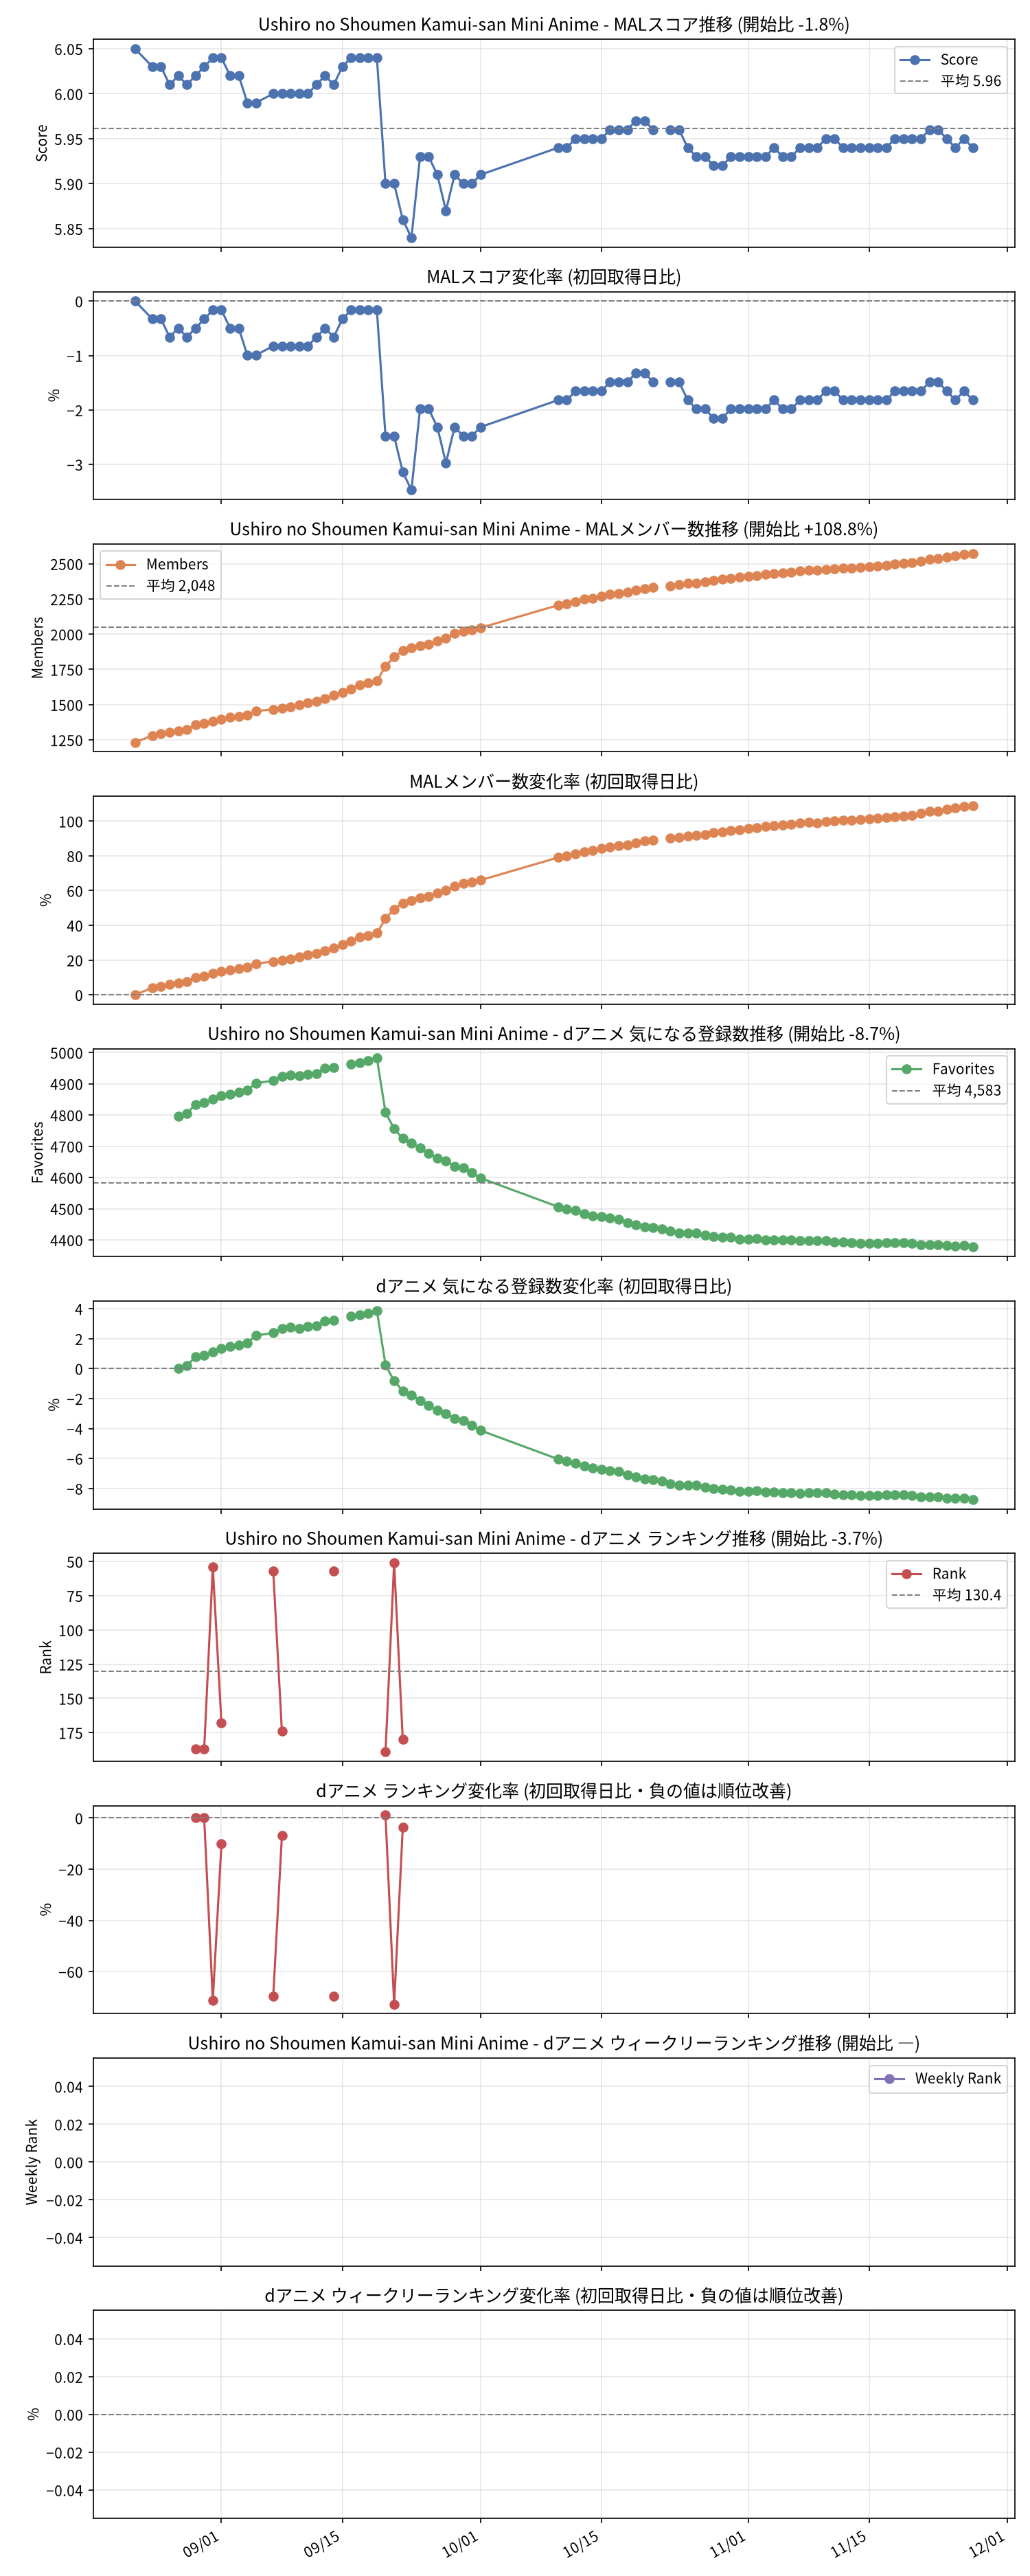 Ushiro no Shoumen Kamui-san Mini Anime - MALスコア推移 (開始比 -1.8%)
Score
平均 5.96
6.05
6.00
5.95
5.90
5.85
Score
MALスコア変化率 (初回取得日比)
0
−1
−2
−3
%
Ushiro no Shoumen Kamui-san Mini Anime - MALメンバー数推移 (開始比 +108.8%)
Members
平均 2,048
2500
2250
2000
1750
1500
1250
Members
MALメンバー数変化率 (初回取得日比)
100
80
60
40
20
0
%
Ushiro no Shoumen Kamui-san Mini Anime - dアニメ 気になる登録数推移 (開始比 -8.7%)
Favorites
平均 4,583
5000
4900
4800
4700
4600
4500
4400
Favorites
dアニメ 気になる登録数変化率 (初回取得日比)
4
2
0
−2
−4
−6
−8
%
Ushiro no Shoumen Kamui-san Mini Anime - dアニメ ランキング推移 (開始比 -3.7%)
Rank
平均 130.4
50
75
100
125
150
175
Rank
dアニメ ランキング変化率 (初回取得日比・負の値は順位改善)
0
−20
−40
−60
%
Ushiro no Shoumen Kamui-san Mini Anime - dアニメ ウィークリーランキング推移 (開始比 —)
Weekly Rank
0.04
0.02
0.00
−0.02
−0.04
Weekly Rank
dアニメ ウィークリーランキング変化率 (初回取得日比・負の値は順位改善)
0.04
0.02
0.00
−0.02
−0.04
%
09/01
09/15
10/01
10/15
11/01
11/15
12/01